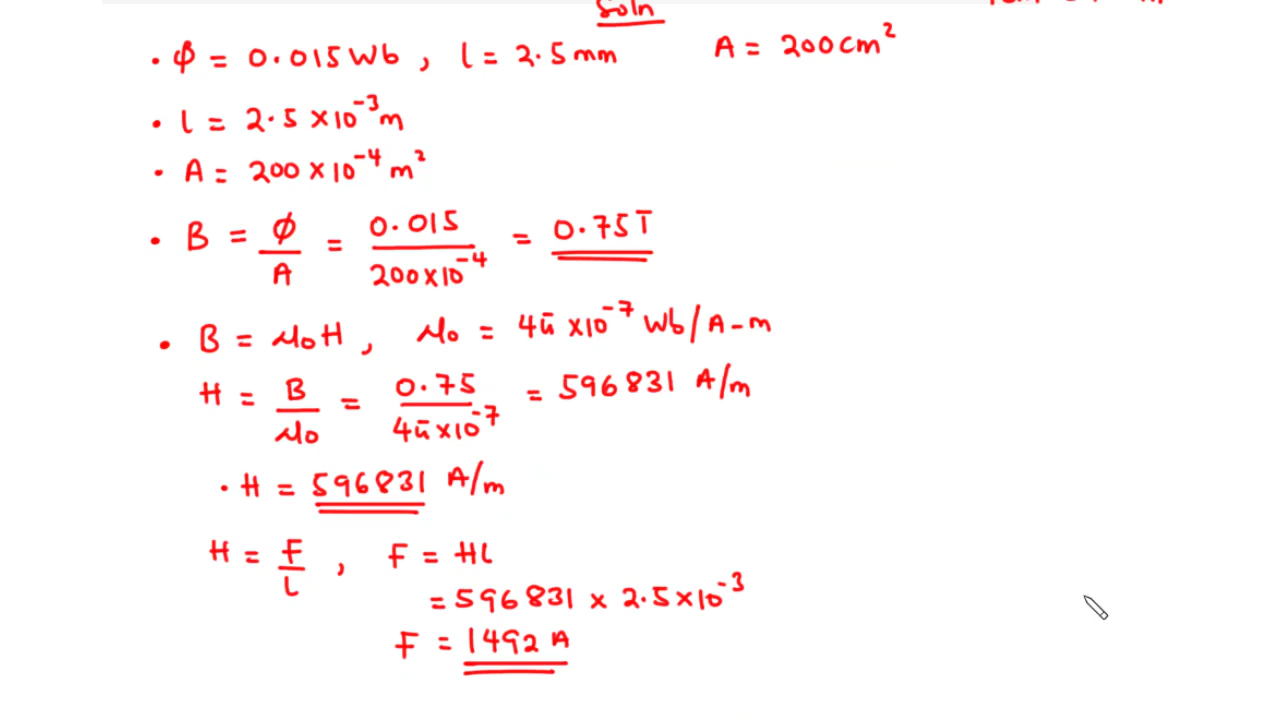 Soln
• φ = 0.015 Wb , l = 2.5 mm A = 200 cm²
• l = 2.5 × 10⁻³ m
• A = 200 × 10⁻⁴ m²
• B = φ/A = 0.015/200×10⁻⁴ = 0.75T
• B = μ₀H , μ₀ = 4π × 10⁻⁷ Wb/A-m
H = B/μ₀ = 0.75/4π×10⁻⁷ = 596831 A/m
• H = 596831 A/m
H = F/L , F = Hl
= 596831 × 2.5 × 10⁻³
F = 1492 A